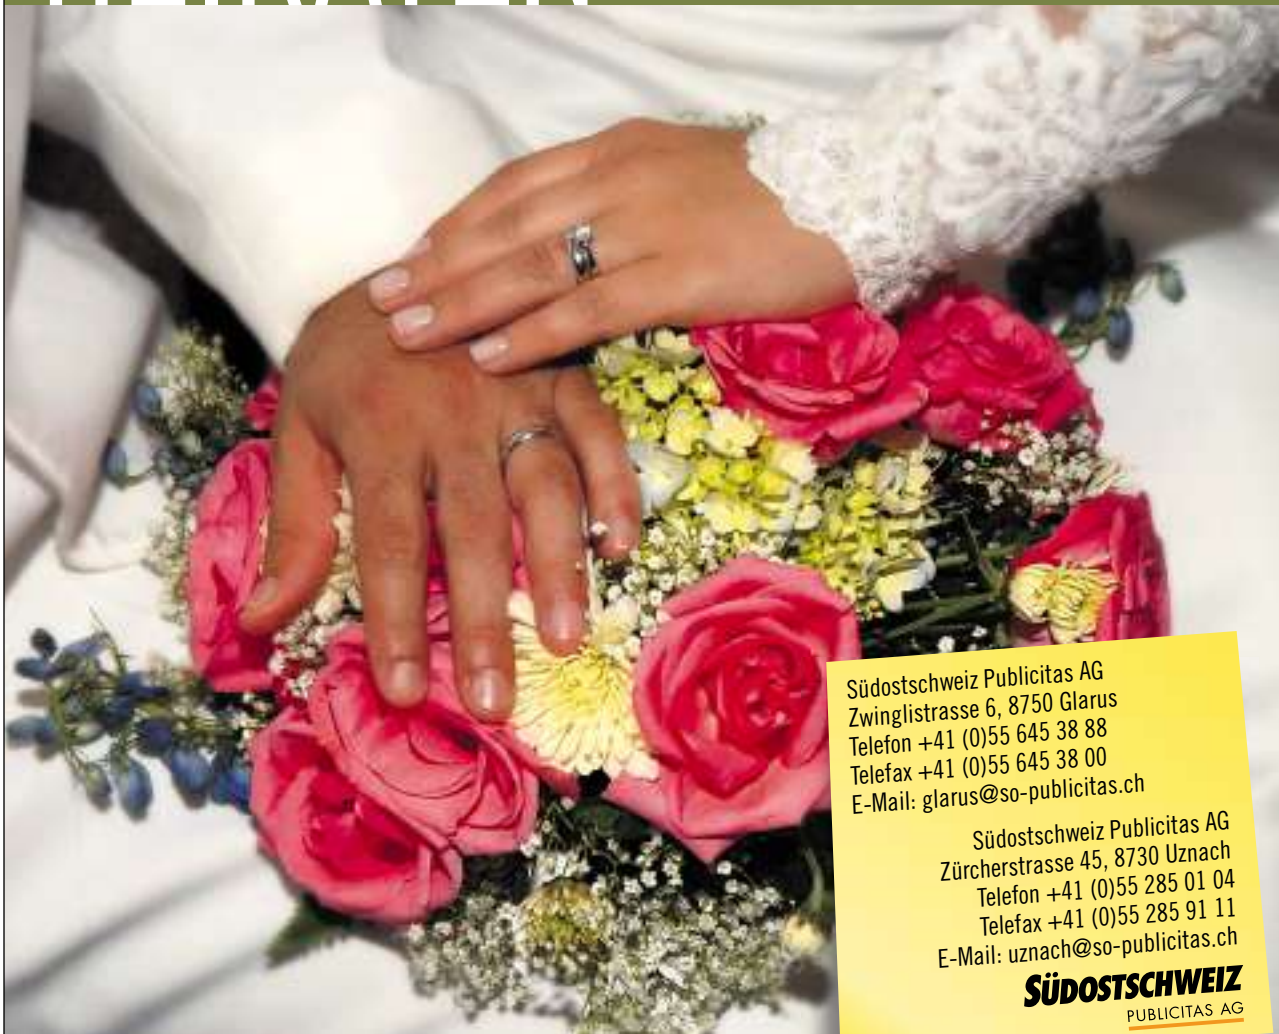 Südostschweiz Publicitas AG
Zwinglistrasse 6, 8750 Glarus
Telefon +41 (0)55 645 38 88
Telefax +41 (0)55 645 38 00
E-Mail: glarus@so-publicitas.ch
Südostschweiz Publicitas AG
Zürcherstrasse 45, 8730 Uznach
Telefon +41 (0)55 285 01 04
Telefax +41 (0)55 285 91 11
E-Mail: uznach@so-publicitas.ch
SÜDOSTSCHWEIZ
PUBLICITAS AG